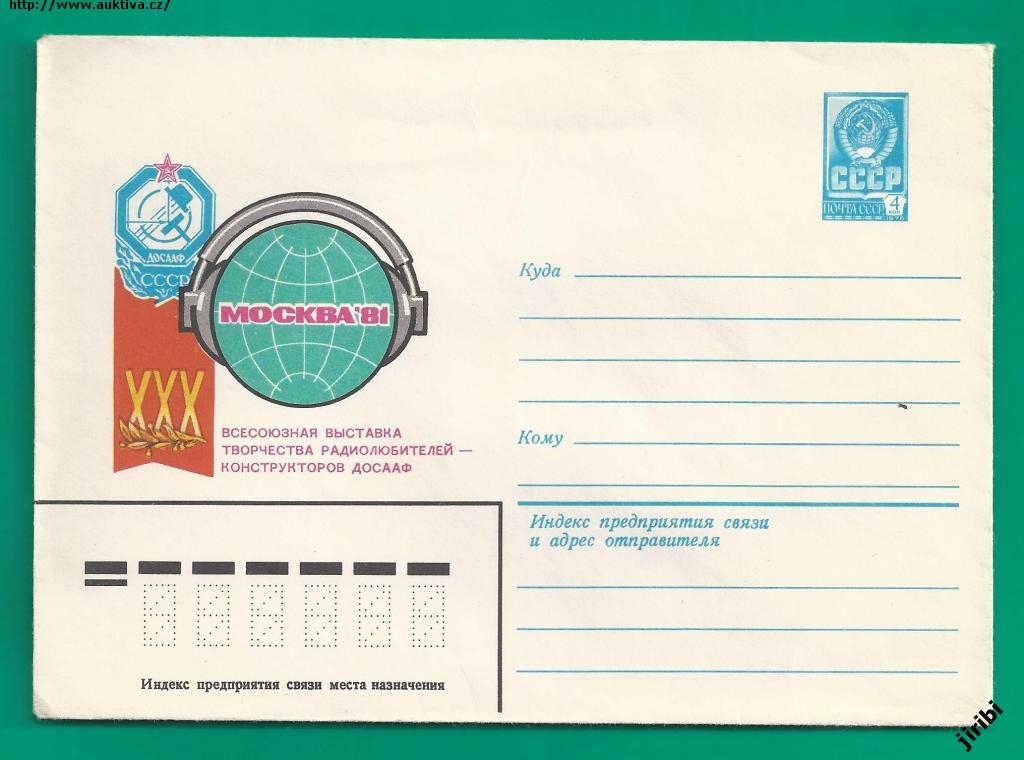 http://www.auktiva.cz/
СССР
ПОЧТА СССР
4
КОП
1976
ДОСААФ
СССР
МОСКВА'81
XXX
ВСЕСОЮЗНАЯ ВЫСТАВКА
ТВОРЧЕСТВА РАДИОЛЮБИТЕЛЕЙ —
КОНСТРУКТОРОВ ДОСААФ
Куда
Кому
Индекс предприятия связи
и адрес отправителя
Индекс предприятия связи места назначения
jiribi